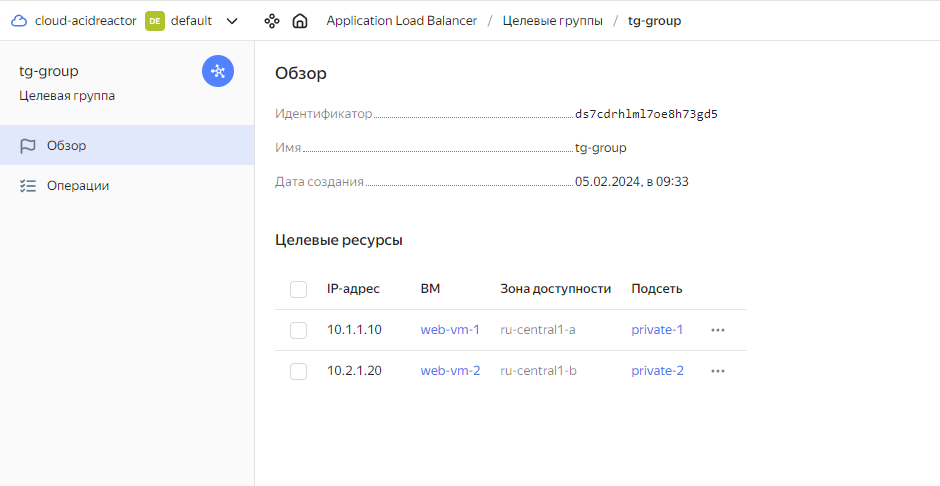 cloud-acidreactor DE default Application Load Balancer / Целевые группы / tg-group
tg-group
Целевая группа
Обзор
Операции
Обзор
Идентификатор ds7cdrhlml7oe8h73gd5
Имя tg-group
Дата создания 05.02.2024, в 09:33
Целевые ресурсы
IP-адрес ВМ Зона доступности Подсеть
10.1.1.10 web-vm-1 ru-central1-a private-1
10.2.1.20 web-vm-2 ru-central1-b private-2